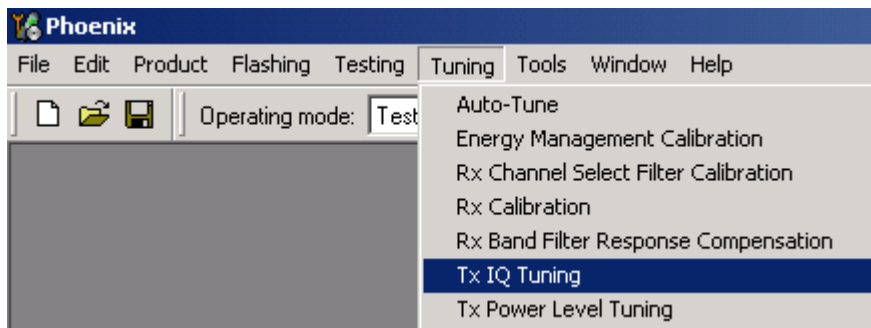 Phoenix
File Edit Product Flashing Testing Tuning Tools Window Help
Operating mode: Test
Auto-Tune
Energy Management Calibration
Rx Channel Select Filter Calibration
Rx Calibration
Rx Band Filter Response Compensation
Tx IQ Tuning
Tx Power Level Tuning